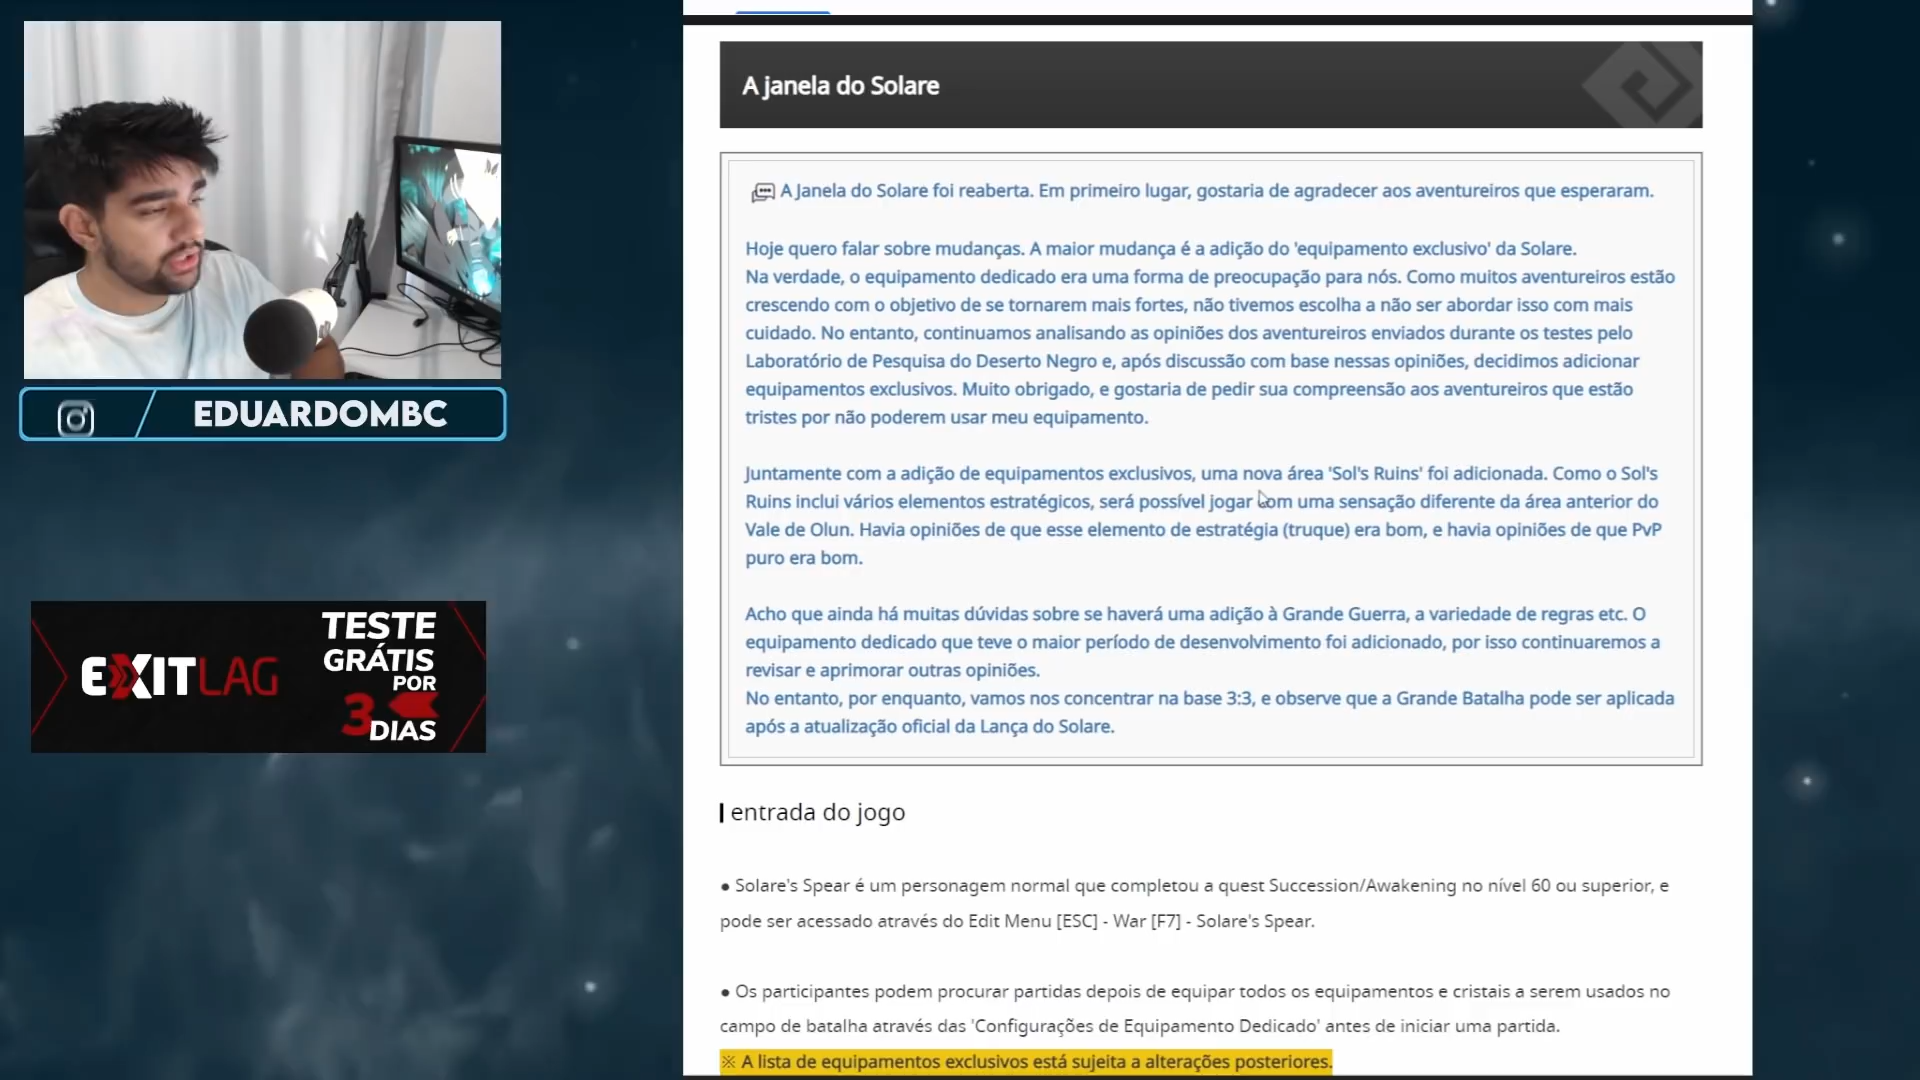 A janela do Solare
A Janela do Solare foi reaberta. Em primeiro lugar, gostaria de agradecer aos aventureiros que esperaram.
Hoje quero falar sobre mudanças. A maior mudança é a adição do 'equipamento exclusivo' da Solare.
Na verdade, o equipamento dedicado era uma forma de preocupação para nós. Como muitos aventureiros estão
crescendo com o objetivo de se tornarem mais fortes, não tivemos escolha a não ser abordar isso com mais
cuidado. No entanto, continuamos analisando as opiniões dos aventureiros enviados durante os testes pelo
Laboratório de Pesquisa do Deserto Negro e, após discussão com base nessas opiniões, decidimos adicionar
equipamentos exclusivos. Muito obrigado, e gostaria de pedir sua compreensão aos aventureiros que estão
tristes por não poderem usar meu equipamento.
Juntamente com a adição de equipamentos exclusivos, uma nova área 'Sol's Ruins' foi adicionada. Como o Sol's
Ruins inclui vários elementos estratégicos, será possível jogar com uma sensação diferente da área anterior do
Vale de Olun. Havia opiniões de que esse elemento de estratégia (truque) era bom, e havia opiniões de que PvP
puro era bom.
Acho que ainda há muitas dúvidas sobre se haverá uma adição à Grande Guerra, a variedade de regras etc. O
equipamento dedicado que teve o maior período de desenvolvimento foi adicionado, por isso continuaremos a
revisar e aprimorar outras opiniões.
No entanto, por enquanto, vamos nos concentrar na base 3:3, e observe que a Grande Batalha pode ser aplicada
após a atualização oficial da Lança do Solare.
entrada do jogo
● Solare's Spear é um personagem normal que completou a quest Succession/Awakening no nível 60 ou superior, e
pode ser acessado através do Edit Menu [ESC] - War [F7] - Solare's Spear.
● Os participantes podem procurar partidas depois de equipar todos os equipamentos e cristais a serem usados no
campo de batalha através das 'Configurações de Equipamento Dedicado' antes de iniciar uma partida.
※ A lista de equipamentos exclusivos está sujeita a alterações posteriores.
EDUARDOMBC
EXITLAG
TESTE
GRÁTIS
POR
3
DIAS